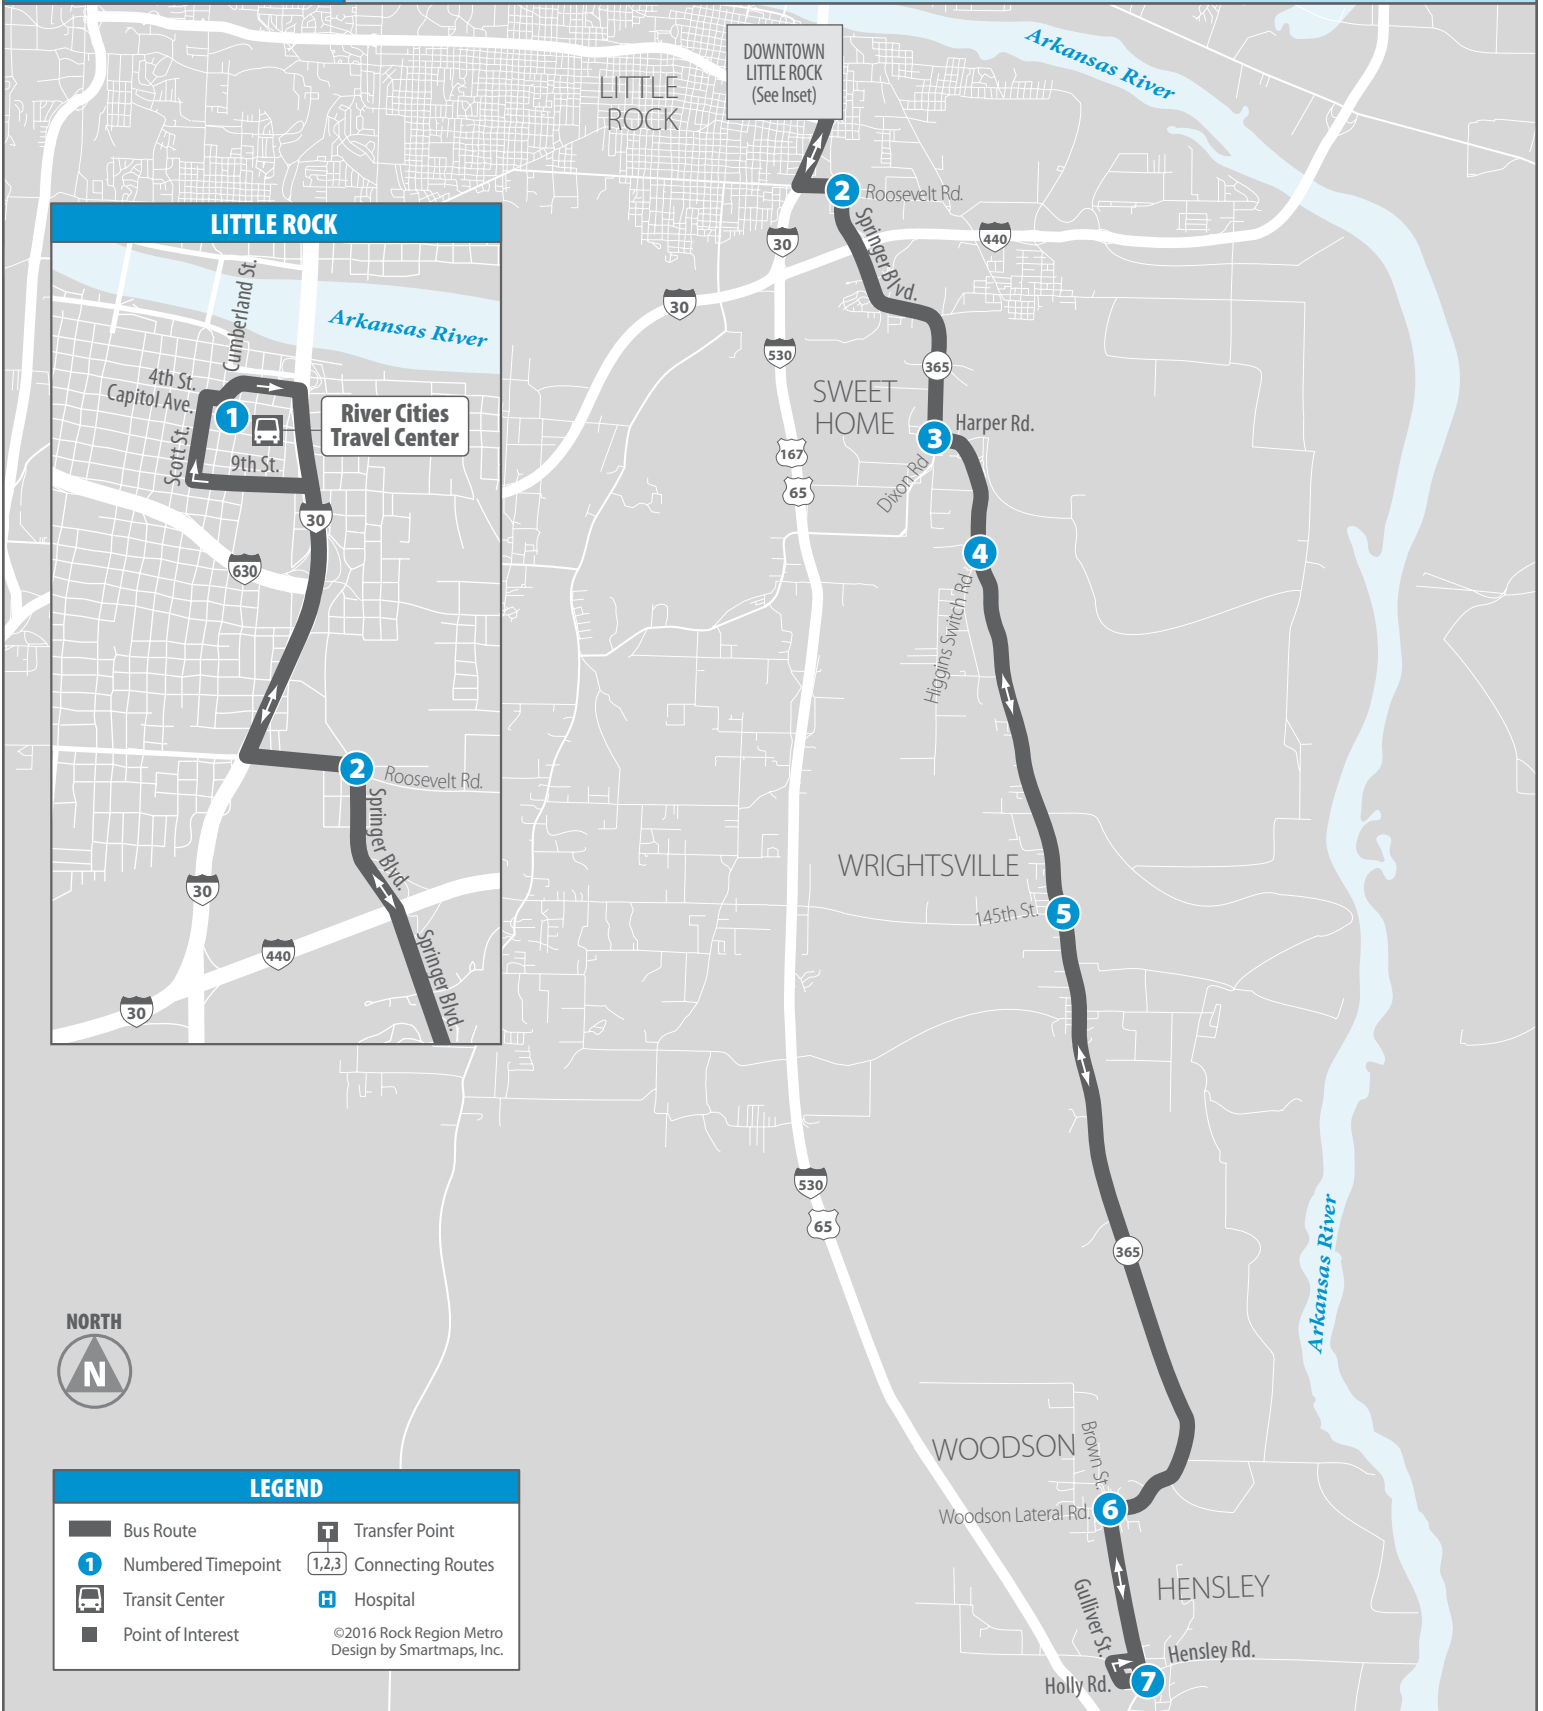 DOWNTOWN
LITTLE ROCK
(See Inset)
LITTLE
ROCK
Arkansas River
2
Roosevelt Rd.
Springer Blvd.
30
440
30
530
365
SWEET
HOME
3
Harper Rd.
Dixon Rd
167
65
4
Higgins Switch Rd
WRIGHTSVILLE
145th St.
5
530
65
365
Arkansas River
WOODSON
Brown St.
Woodson Lateral Rd.
6
HENSLEY
Gulliver St.
Hensley Rd.
Holly Rd.
7
LITTLE ROCK
Cumberland St.
Arkansas River
4th St.
Capitol Ave.
1
River Cities
Travel Center
Scott St.
9th St.
30
630
2
Roosevelt Rd.
Springer Blvd.
30
440
Springer Blvd.
30
NORTH
N
LEGEND
Bus Route
T Transfer Point
1 Numbered Timepoint
1,2,3 Connecting Routes
Transit Center
H Hospital
Point of Interest
©2016 Rock Region Metro
Design by Smartmaps, Inc.